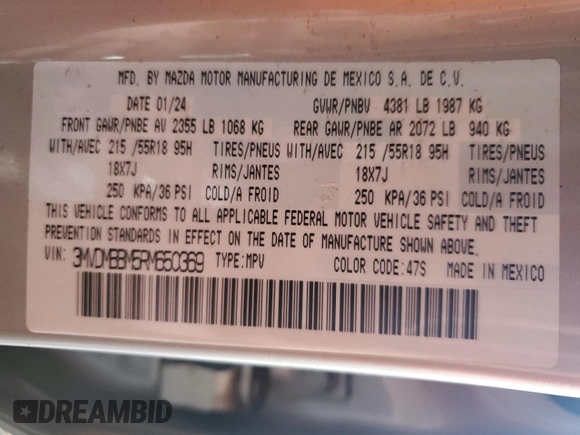 MFD. BY MAZDA MOTOR MANUFACTURING DE MEXICO S.A. DE C.V.
DATE 01/24 GVWR/PNBV 4381 LB 1987 KG
FRONT GAWR/PNBE AV 2355 LB 1068 KG REAR GAWR/PNBE AR 2072 LB 940 KG
WITH/AVEC 215 /55R18 95H TIRES/PNEUS WITH/AVEC 215 /55R18 95H TIRES/PNEUS
18X7J RIMS/JANTES 18X7J RIMS/JANTES
250 KPA/36 PSI COLD/A FROID 250 KPA/36 PSI COLD/A FROID
THIS VEHICLE CONFORMS TO ALL APPLICABLE FEDERAL MOTOR VEHICLE SAFETY AND THEFT
PREVENTION STANDARDS IN EFFECT ON THE DATE OF MANUFACTURE SHOWN ABOVE.
VIN: 3MVDMBBM5RM650369 TYPE:MPV COLOR CODE:47S MADE IN MEXICO
DREAMBID